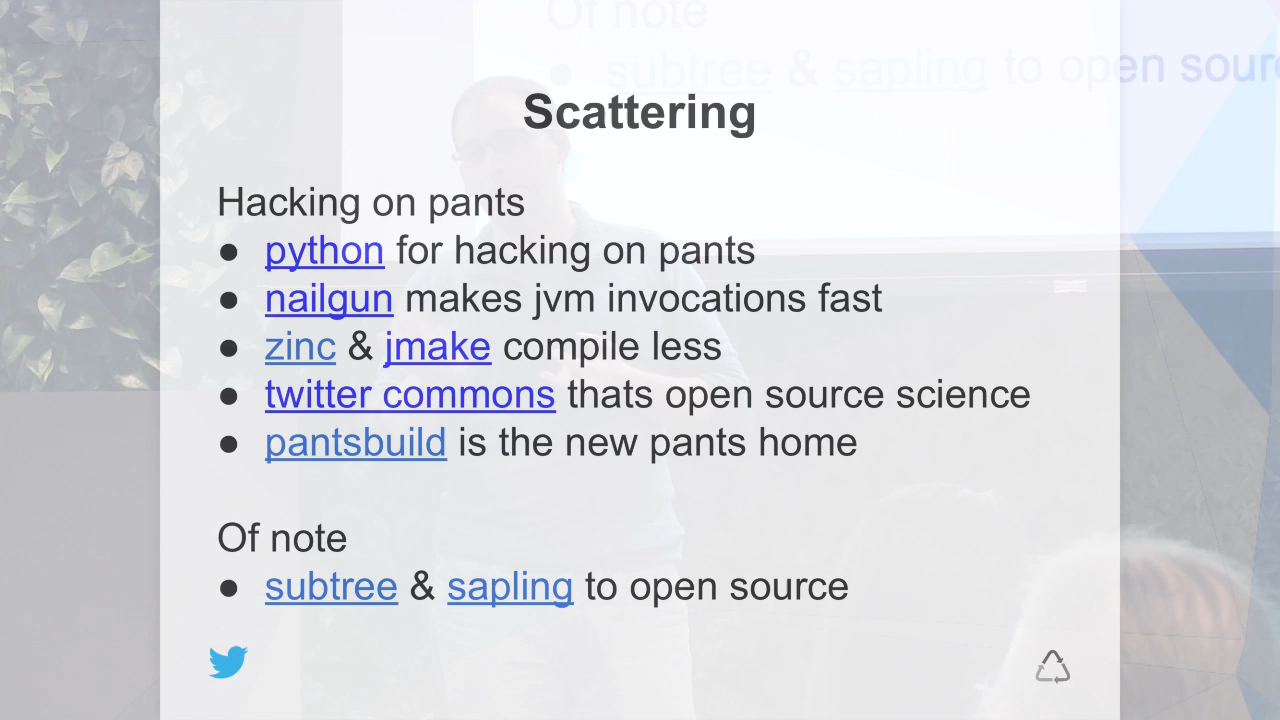 Of note
● subtree & sapling to open sour
Scattering
Hacking on pants
● python for hacking on pants
● nailgun makes jvm invocations fast
● zinc & jmake compile less
● twitter commons thats open source science
● pantsbuild is the new pants home
Of note
● subtree & sapling to open source